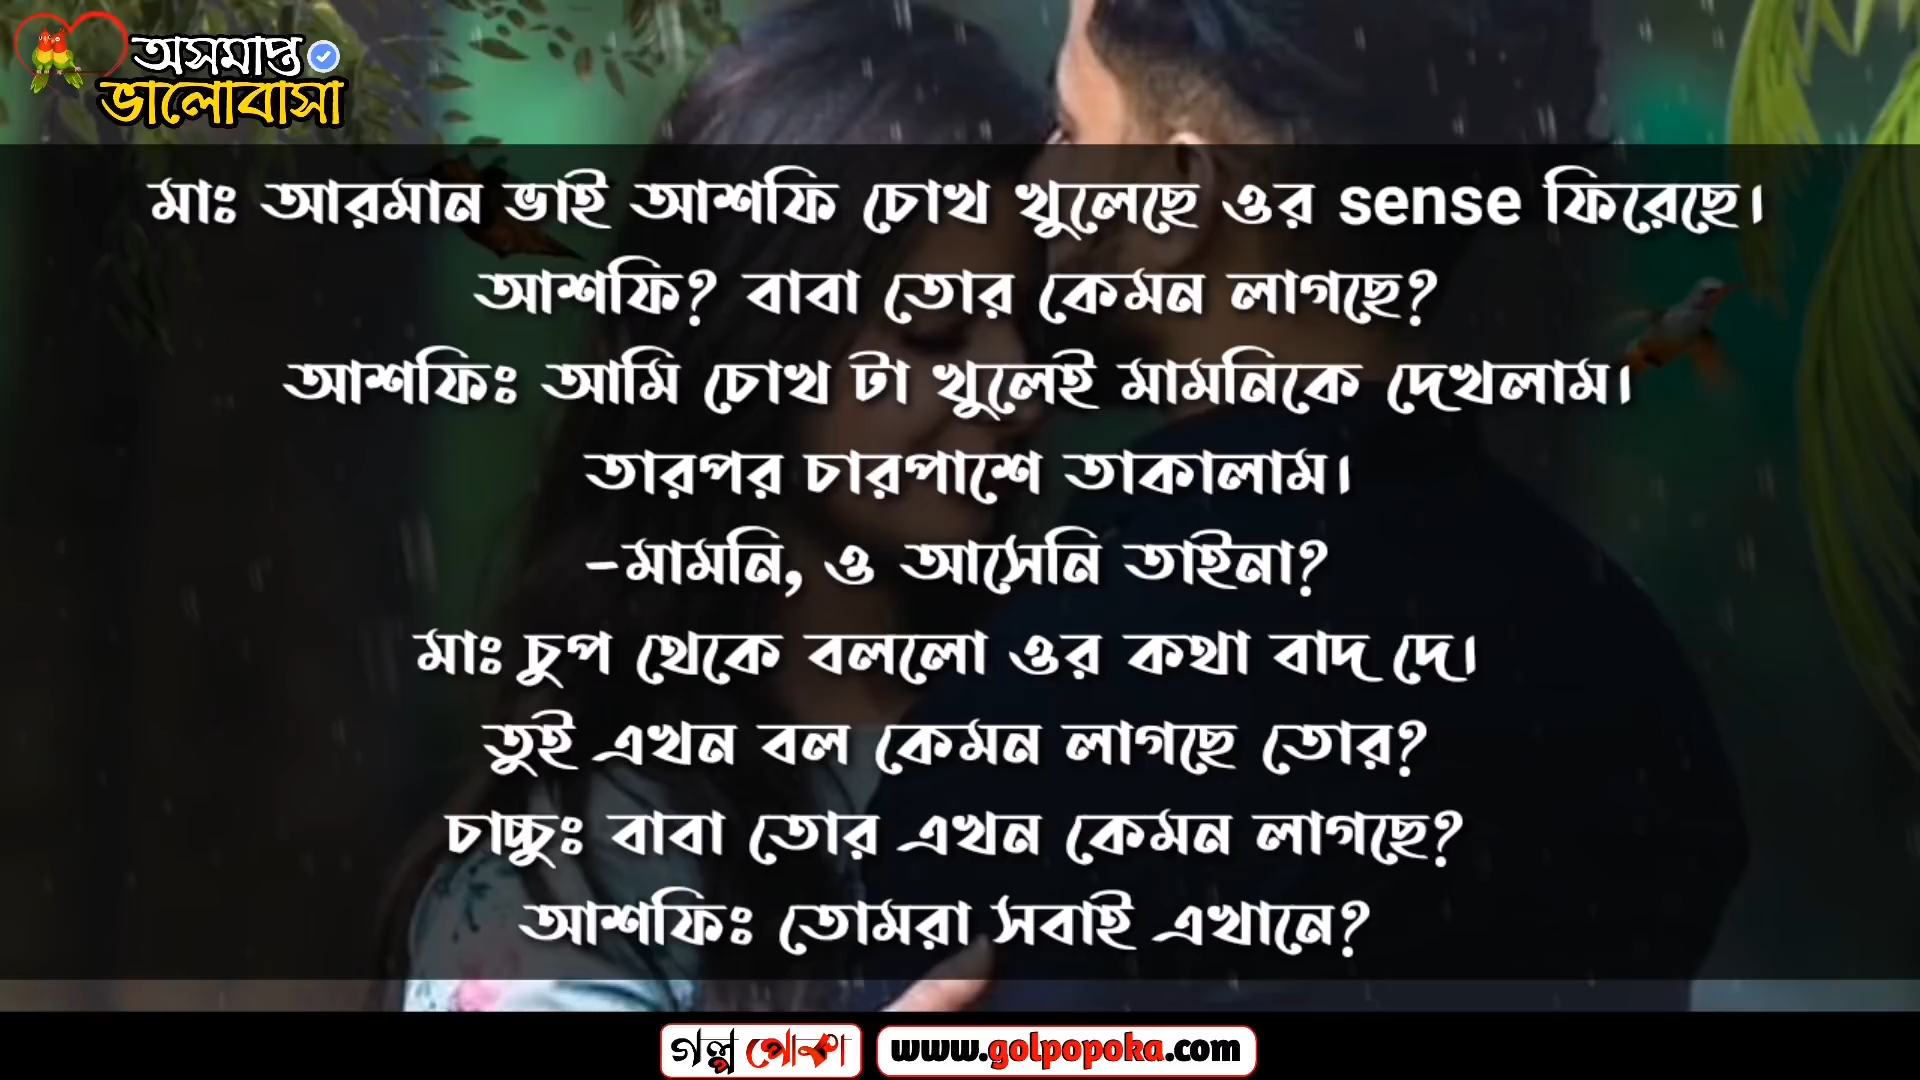 অসমাপ্ত
ভালোবাসা
মাঃ আরমান ভাই আশফি চোখ খুলেছে ওর sense ফিরেছে।
আশফি? বাবা তোর কেমন লাগছে?
আশফিঃ আমি চোখ টা খুলেই মামনিকে দেখলাম।
তারপর চারপাশে তাকালাম।
-মামনি, ও আসেনি তাইনা?
মাঃ চুপ থেকে বললো ওর কথা বাদ দে।
তুই এখন বল কেমন লাগছে তোর?
চাচ্চুঃ বাবা তোর এখন কেমন লাগছে?
আশফিঃ তোমরা সবাই এখানে?
গল্প পোকা
www.golpopoka.com